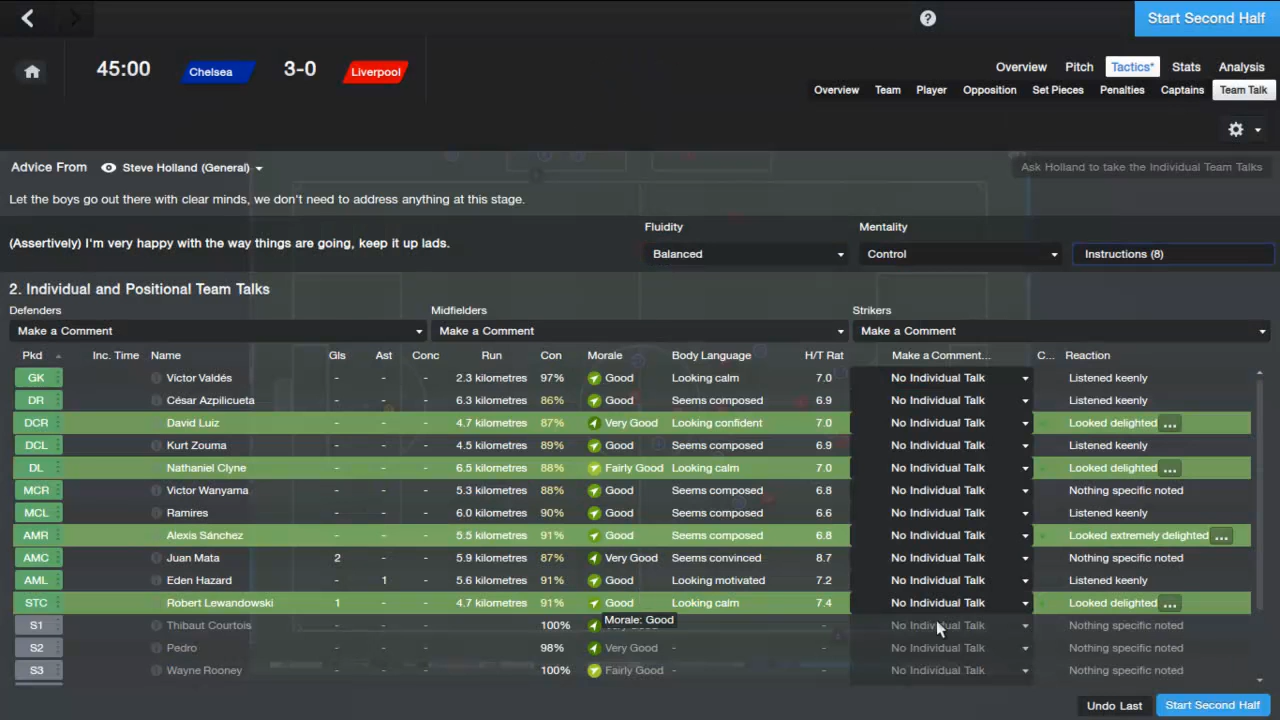 Start Second Half
45:00 Chelsea 3-0 Liverpool
Overview Pitch Tactics* Stats Analysis
Overview Team Player Opposition Set Pieces Penalties Captains Team Talk
Advice From Steve Holland (General) Ask Holland to take the Individual Team Talks
Let the boys go out there with clear minds, we don't need to address anything at this stage.
Fluidity Mentality
(Assertively) I'm very happy with the way things are going, keep it up lads.
Balanced Control Instructions (8)
2. Individual and Positional Team Talks
Defenders Midfielders Strikers
Make a Comment Make a Comment Make a Comment
Pkd Inc. Time Name Gls Ast Conc Run Con Morale Body Language H/T Rat Make a Comment... C... Reaction
GK Víctor Valdés - - - 2.3 kilometres 97% Good Looking calm 7.0 No Individual Talk Listened keenly
DR César Azpilicueta - - - 6.3 kilometres 86% Good Seems composed 6.9 No Individual Talk Listened keenly
DCR David Luiz - - - 4.7 kilometres 87% Very Good Looking confident 7.0 No Individual Talk Looked delighted ...
DCL Kurt Zouma - - - 4.5 kilometres 89% Good Seems composed 6.9 No Individual Talk Listened keenly
DL Nathaniel Clyne - - - 6.5 kilometres 88% Fairly Good Looking calm 7.0 No Individual Talk Looked delighted ...
MCR Victor Wanyama - - - 5.3 kilometres 88% Good Seems composed 6.8 No Individual Talk Nothing specific noted
MCL Ramires - - - 6.0 kilometres 90% Good Seems composed 6.6 No Individual Talk Nothing specific noted
AMR Alexis Sánchez - - - 5.5 kilometres 91% Good Seems composed 6.8 No Individual Talk Looked extremely delighted ...
AMC Juan Mata 2 - - 5.9 kilometres 87% Very Good Seems convinced 8.7 No Individual Talk Nothing specific noted
AML Eden Hazard - 1 - 5.6 kilometres 91% Good Looking motivated 7.2 No Individual Talk Listened keenly
STC Robert Lewandowski 1 - - 4.7 kilometres 91% Good Looking calm 7.4 No Individual Talk Looked delighted ...
Morale: Good
S1 Thibaut Courtois 100% - - No Individual Talk Nothing specific noted
S2 Pedro 98% Very Good - - No Individual Talk Nothing specific noted
S3 Wayne Rooney 100% Fairly Good - - No Individual Talk Nothing specific noted
Undo Last Start Second Half